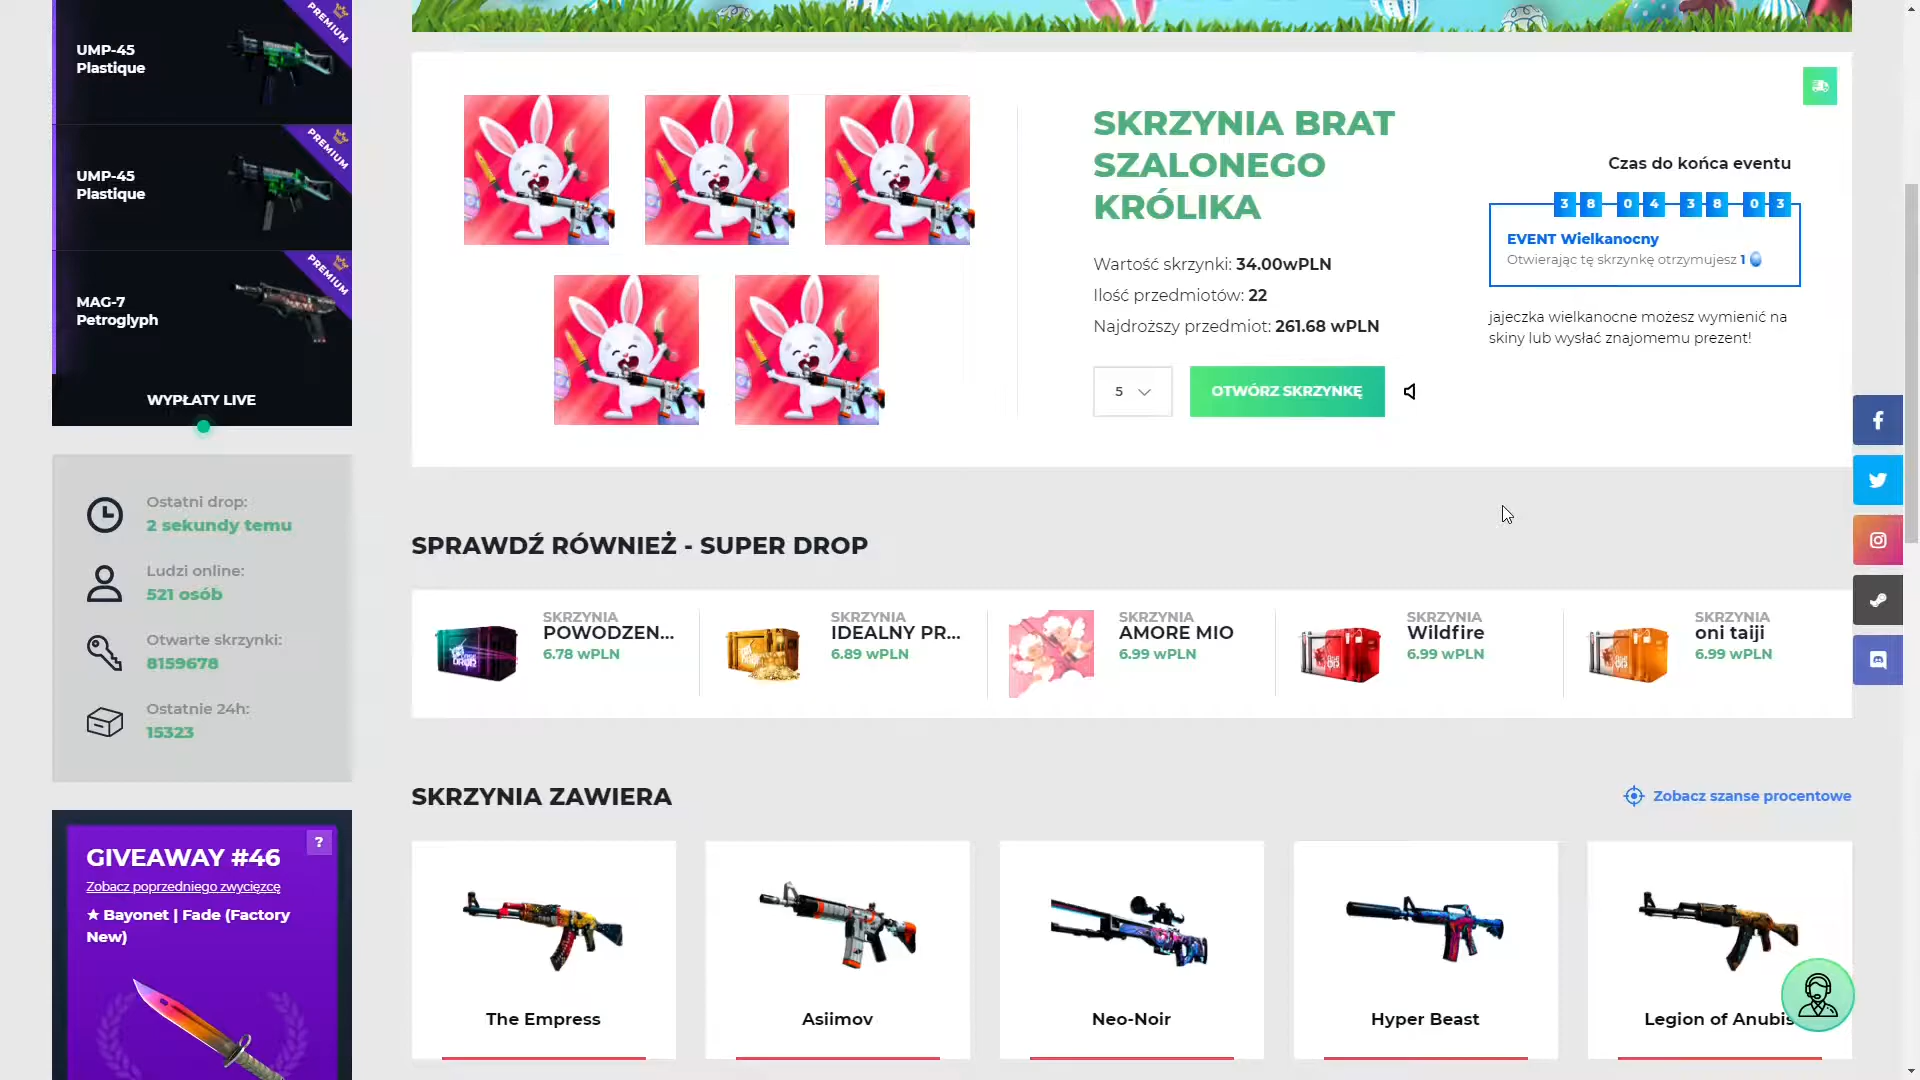 PREMIUM
UMP-45
Plastique
PREMIUM
UMP-45
Plastique
PREMIUM
MAG-7
Petroglyph
WYPŁATY LIVE
Ostatni drop:
2 sekundy temu
Ludzi online:
521 osób
Otwarte skrzynki:
8159678
Ostatnie 24h:
15323
GIVEAWAY #46
?
Zobacz poprzedniego zwycięzcę
★ Bayonet | Fade (Factory
New)
SKRZYNIA BRAT
SZALONEGO
KRÓLIKA
Wartość skrzynki: 34.00wPLN
Ilość przedmiotów: 22
Najdroższy przedmiot: 261.68 wPLN
5
OTWÓRZ SKRZYNKĘ
Czas do końca eventu
3 8 0 4 3 8 0 3
EVENT Wielkanocny
Otwierając tę skrzynkę otrzymujesz 1
jajeczka wielkanocne możesz wymienić na
skiny lub wysłać znajomemu prezent!
SPRAWDŹ RÓWNIEŻ - SUPER DROP
SKRZYNIA
POWODZEN...
6.78 wPLN
SKRZYNIA
IDEALNY PR...
6.89 wPLN
SKRZYNIA
AMORE MIO
6.99 wPLN
SKRZYNIA
Wildfire
6.99 wPLN
SKRZYNIA
oni taiji
6.99 wPLN
SKRZYNIA ZAWIERA
Zobacz szanse procentowe
The Empress
Asiimov
Neo-Noir
Hyper Beast
Legion of Anubis